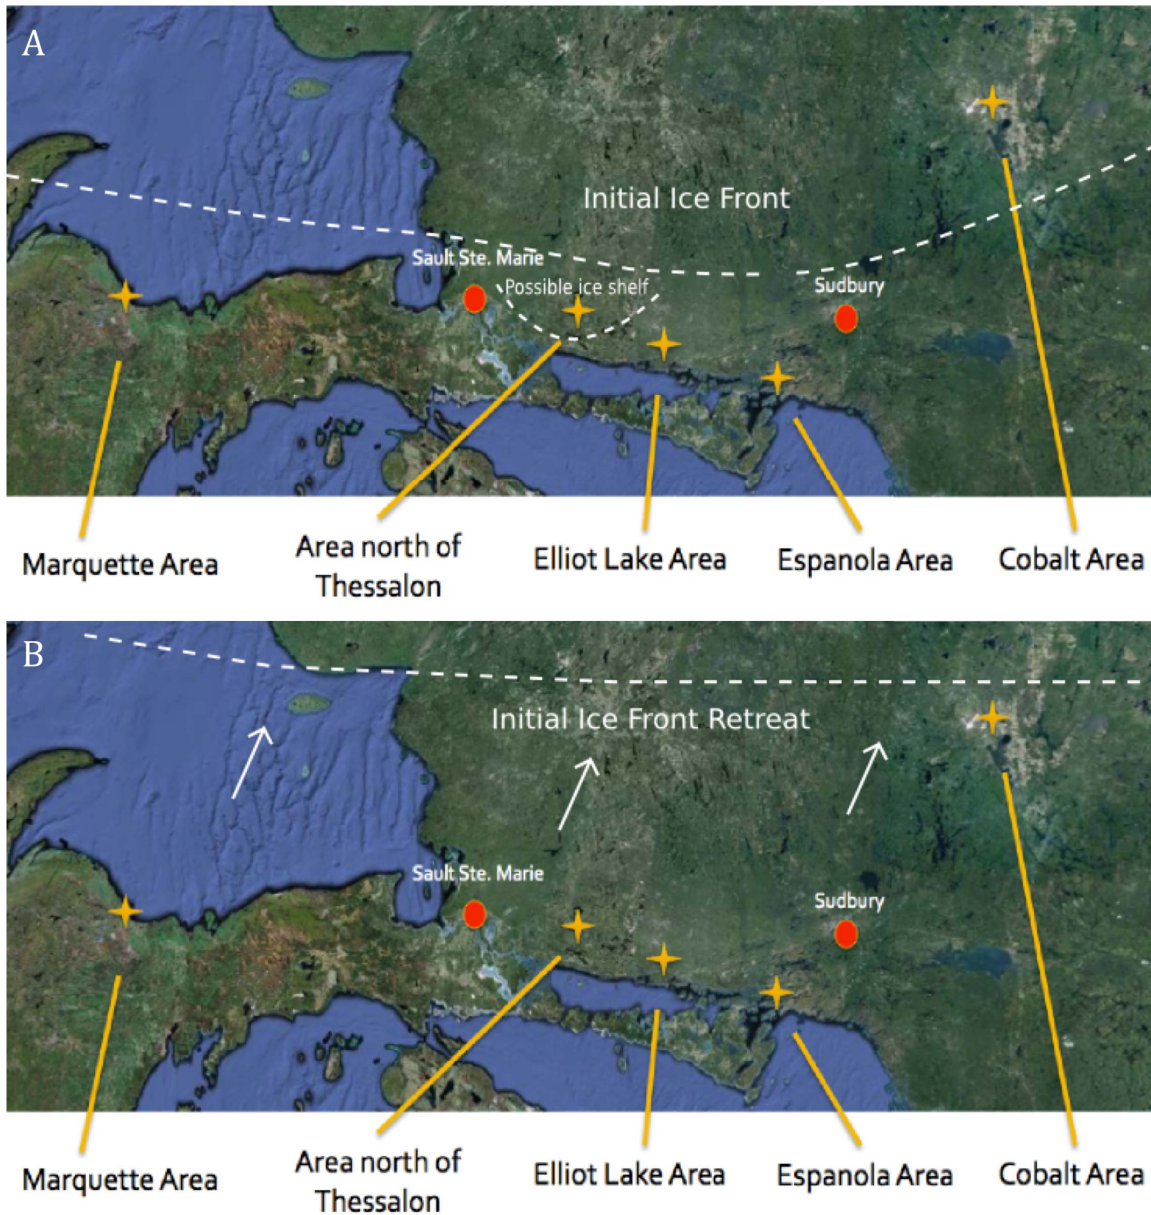 A
Initial Ice Front
Sault Ste. Marie
Possible ice shelf
Sudbury
Marquette Area
Area north of
Thessalon
Elliot Lake Area
Espanola Area
Cobalt Area
B
Initial Ice Front Retreat
Sault Ste. Marie
Sudbury
Marquette Area
Area north of
Thessalon
Elliot Lake Area
Espanola Area
Cobalt Area